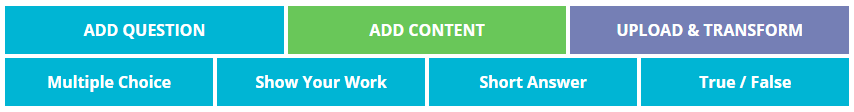 ADD QUESTION ADD CONTENT UPLOAD & TRANSFORM
Multiple Choice Show Your Work Short Answer True / False